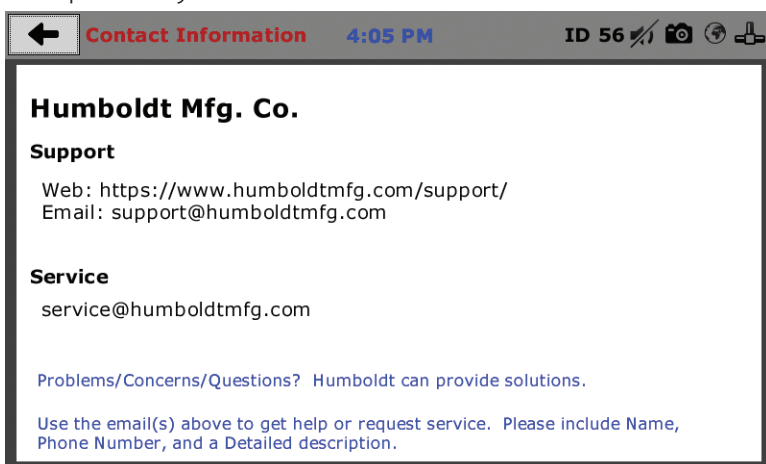 Contact Information 4:05 PM ID 56
Humboldt Mfg. Co.
Support
Web: https://www.humboldtmfg.com/support/
Email: support@humboldtmfg.com
Service
service@humboldtmfg.com
Problems/Concerns/Questions? Humboldt can provide solutions.
Use the email(s) above to get help or request service. Please include Name,
Phone Number, and a Detailed description.